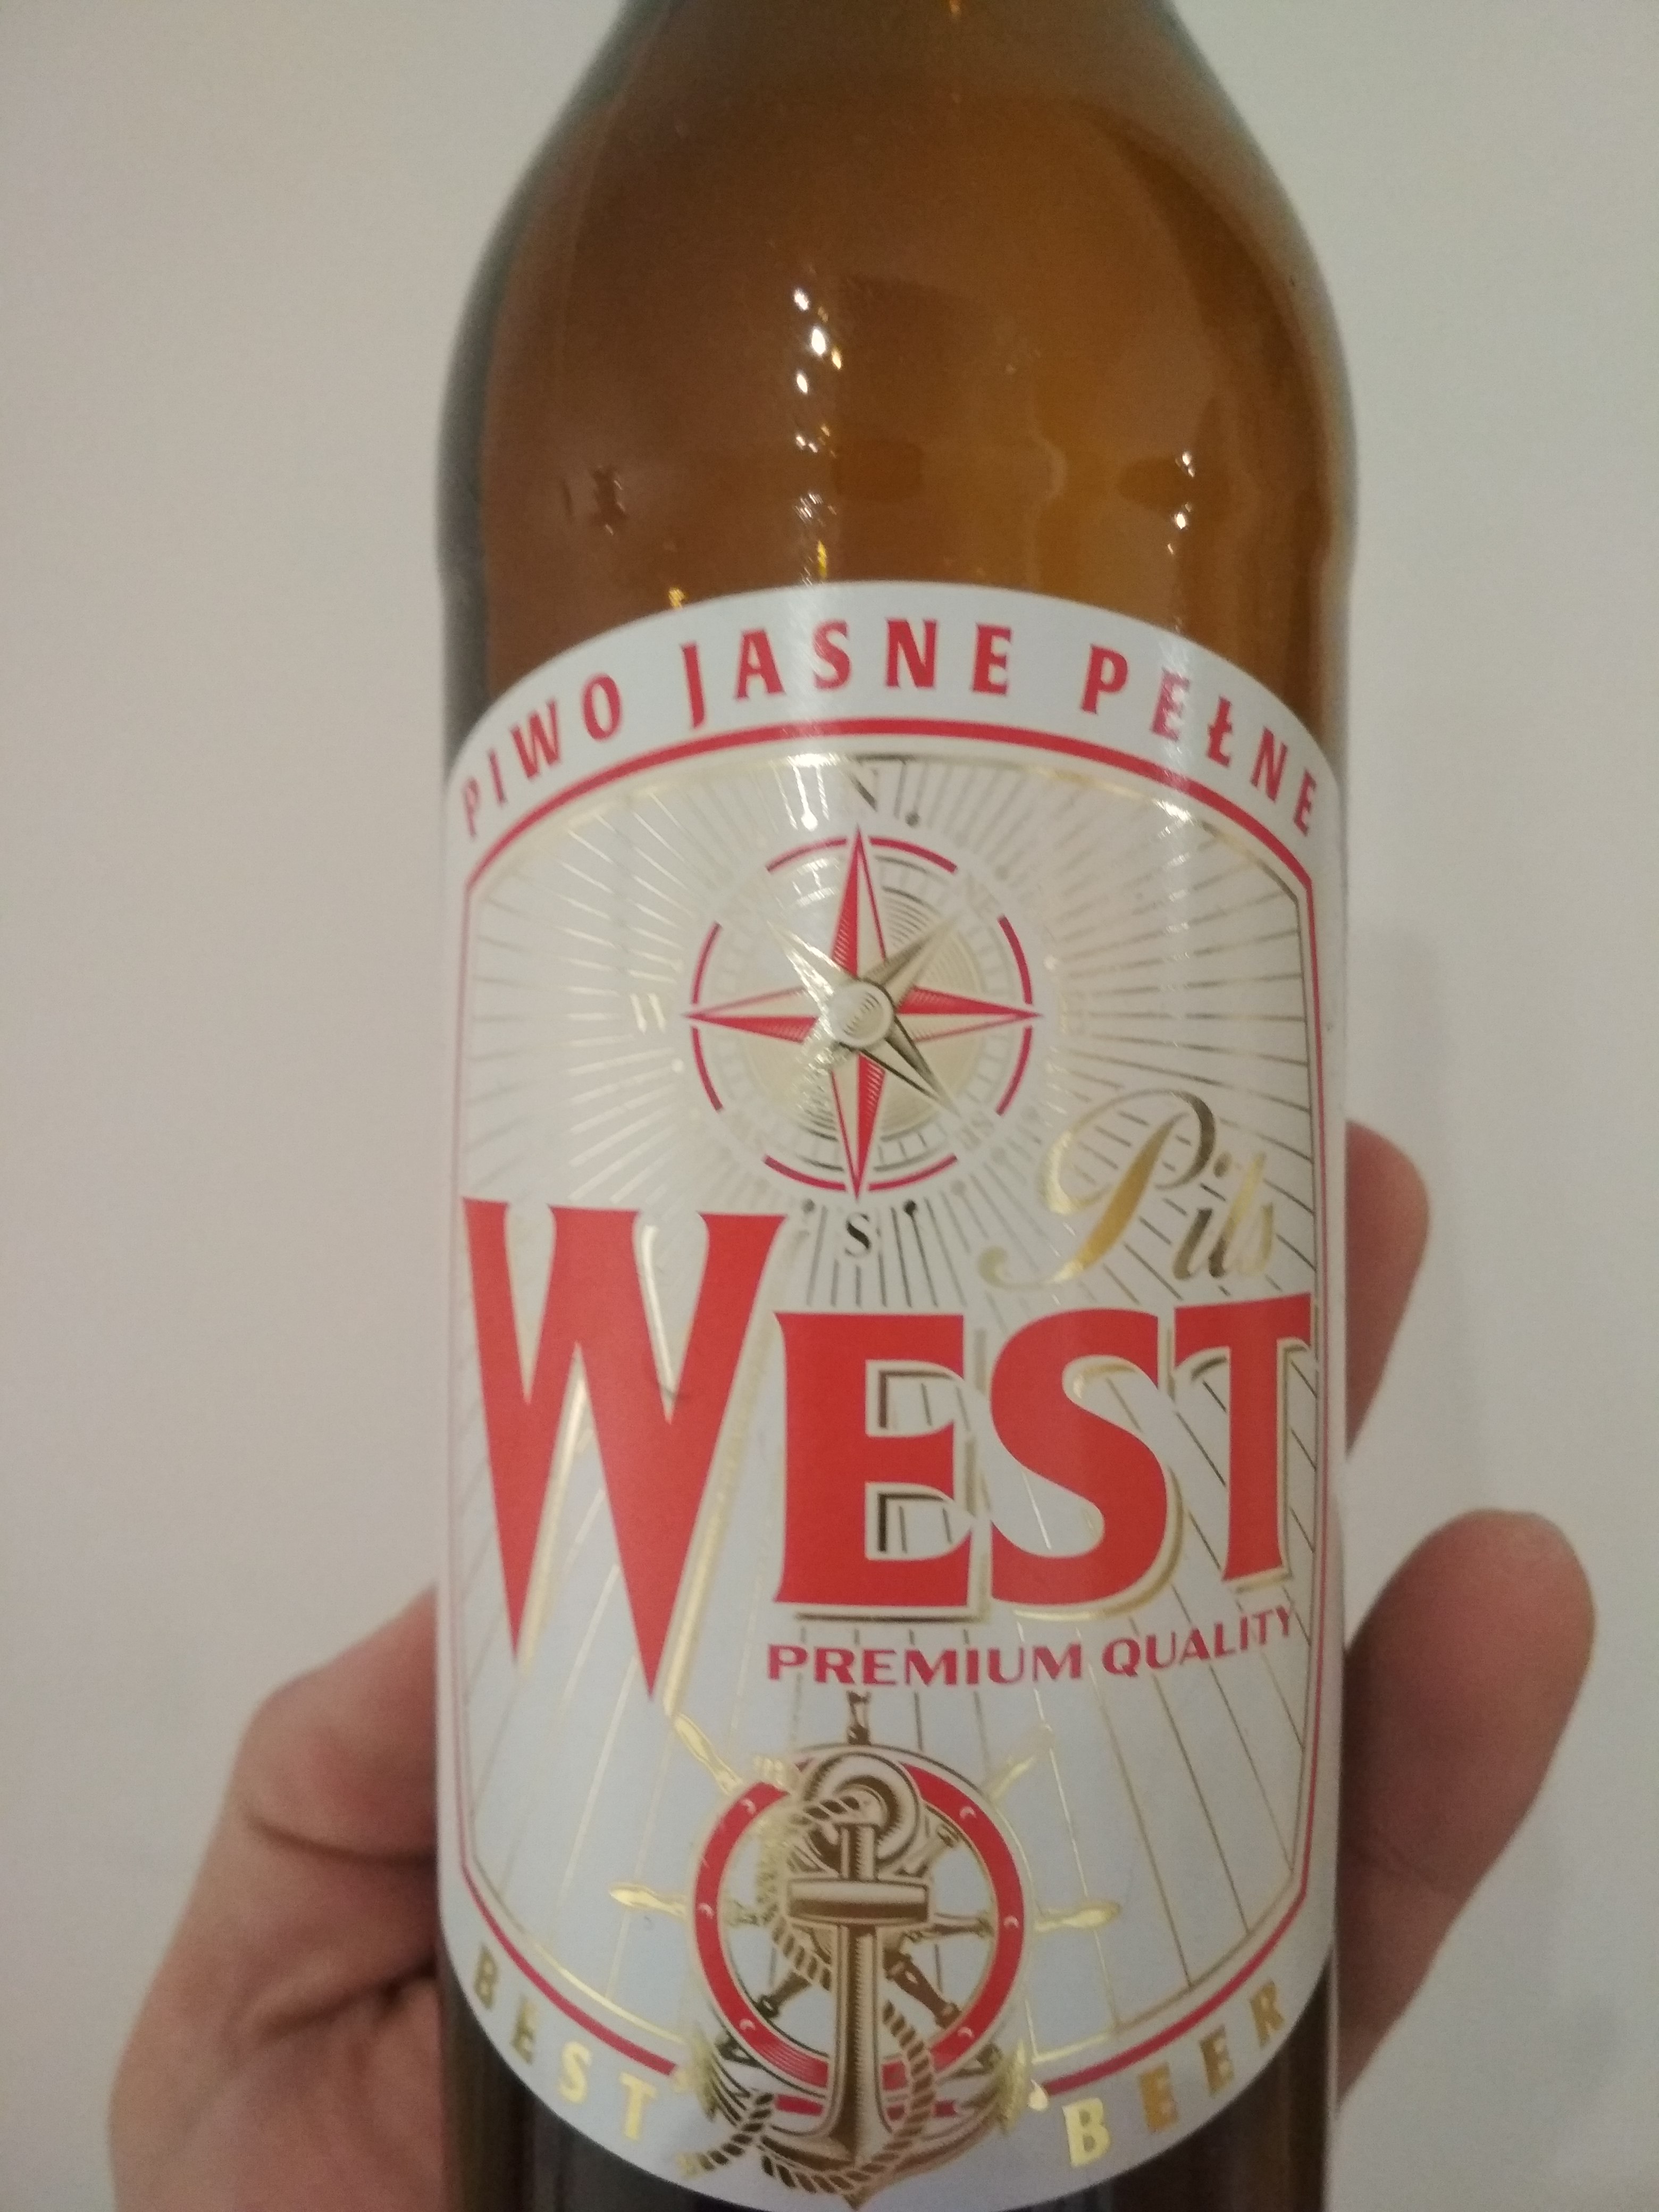 PIWO JASNE PEŁNE
N
W
S
Pils
WEST
PREMIUM QUALITY
BEST BEER